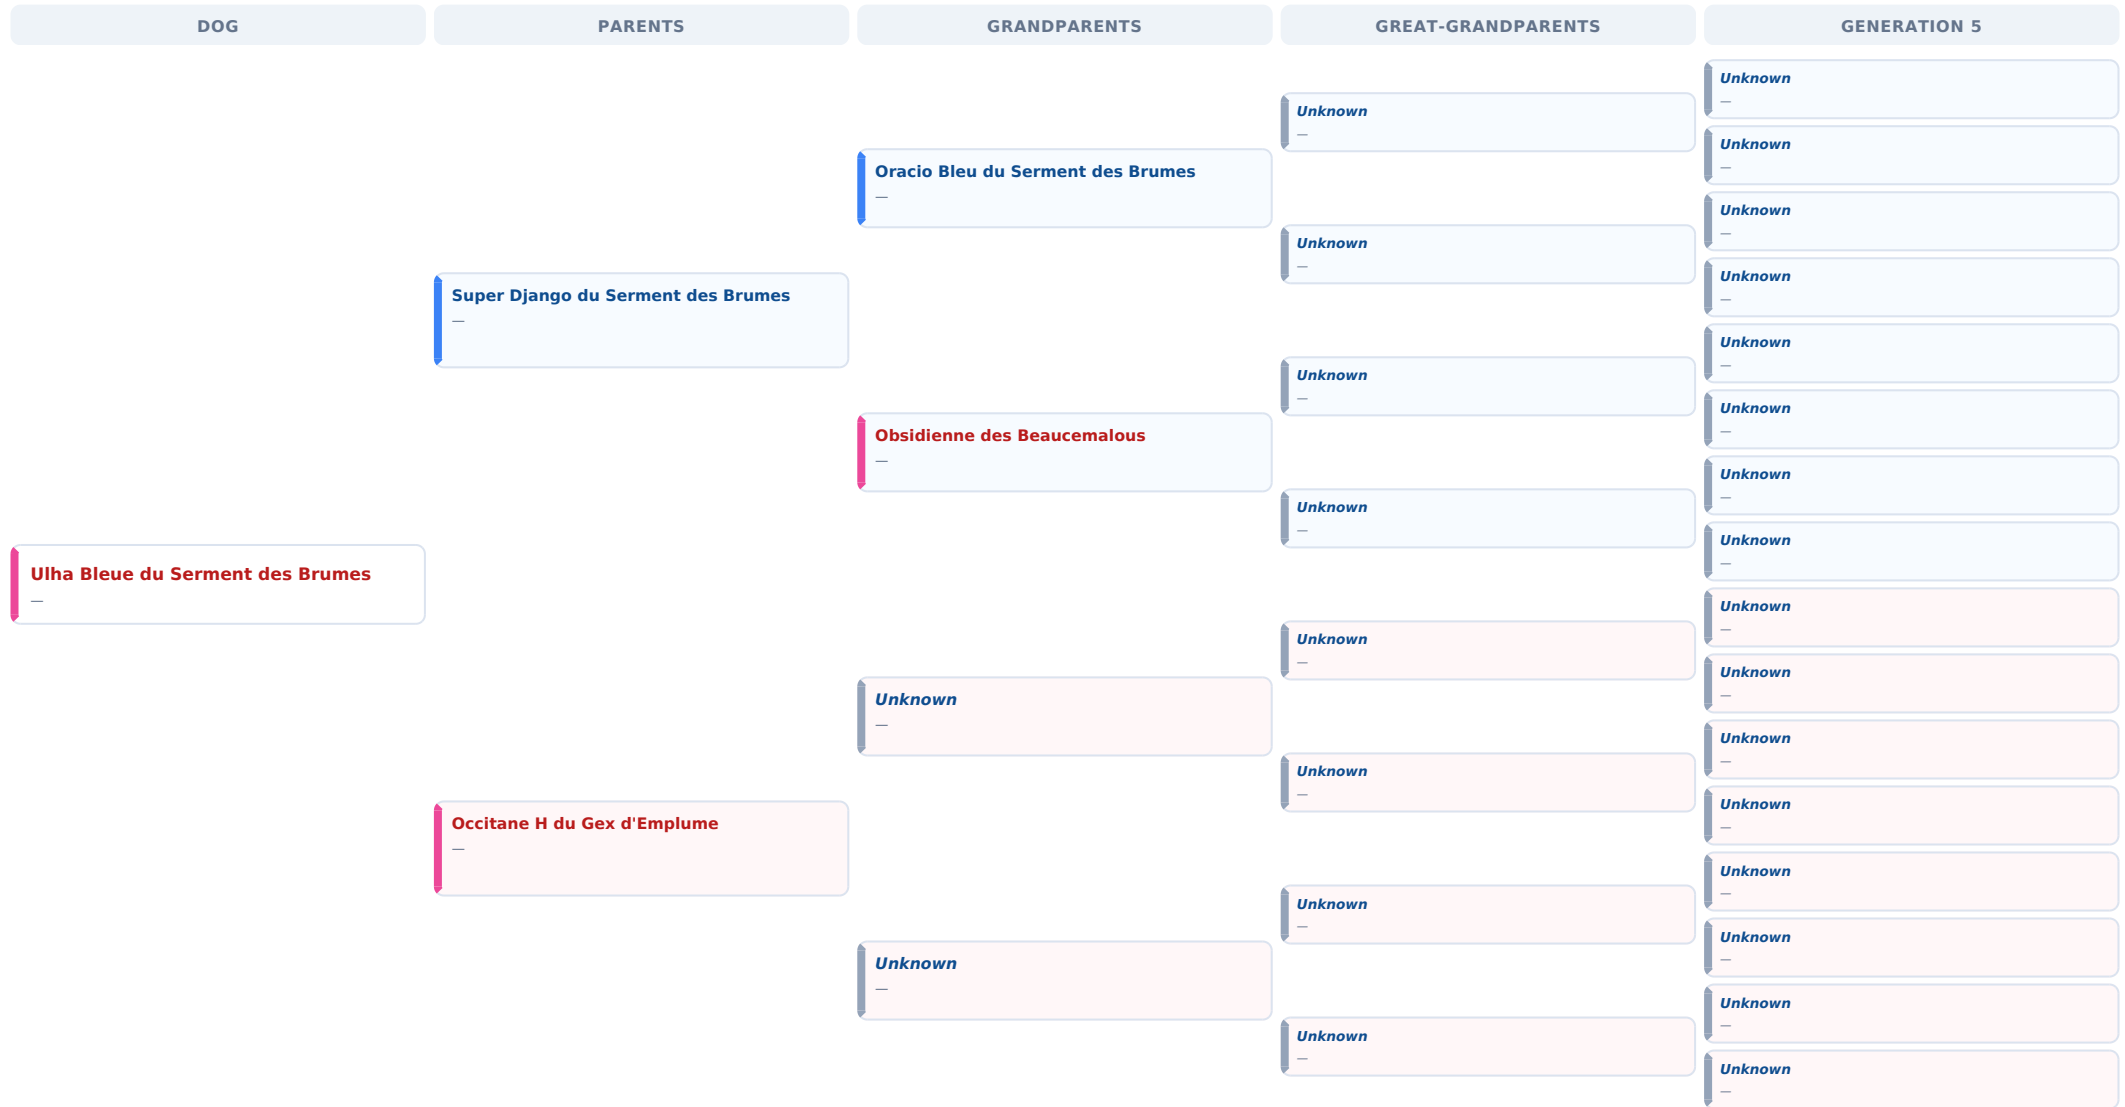 DOG
PARENTS
GRANDPARENTS
GREAT-GRANDPARENTS
GENERATION 5
Ulha Bleue du Serment des Brumes
—
Super Django du Serment des Brumes
—
Occitane H du Gex d'Emplume
—
Oracio Bleu du Serment des Brumes
—
Obsidienne des Beaucemalous
—
Unknown
—
Unknown
—
Unknown
—
Unknown
—
Unknown
—
Unknown
—
Unknown
—
Unknown
—
Unknown
—
Unknown
—
Unknown
—
Unknown
—
Unknown
—
Unknown
—
Unknown
—
Unknown
—
Unknown
—
Unknown
—
Unknown
—
Unknown
—
Unknown
—
Unknown
—
Unknown
—
Unknown
—
Unknown
—
Unknown
—